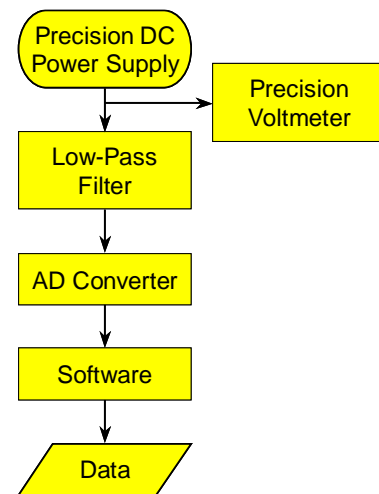 Precision DC
Power Supply
Precision
Voltmeter
Low-Pass
Filter
AD Converter
Software
Data